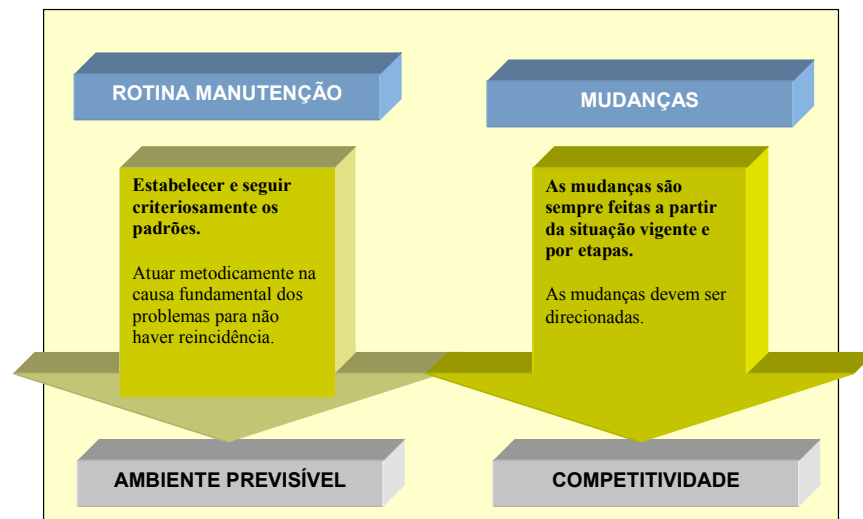 ROTINA MANUTENÇÃO
Estabelecer e seguir
criteriosamente os
padrões.
Atuar metodicamente na
causa fundamental dos
problemas para não
haver reincidência.
AMBIENTE PREVISÍVEL
MUDANÇAS
As mudanças são
sempre feitas a partir
da situação vigente e
por etapas.
As mudanças devem ser
direcionadas.
COMPETITIVIDADE